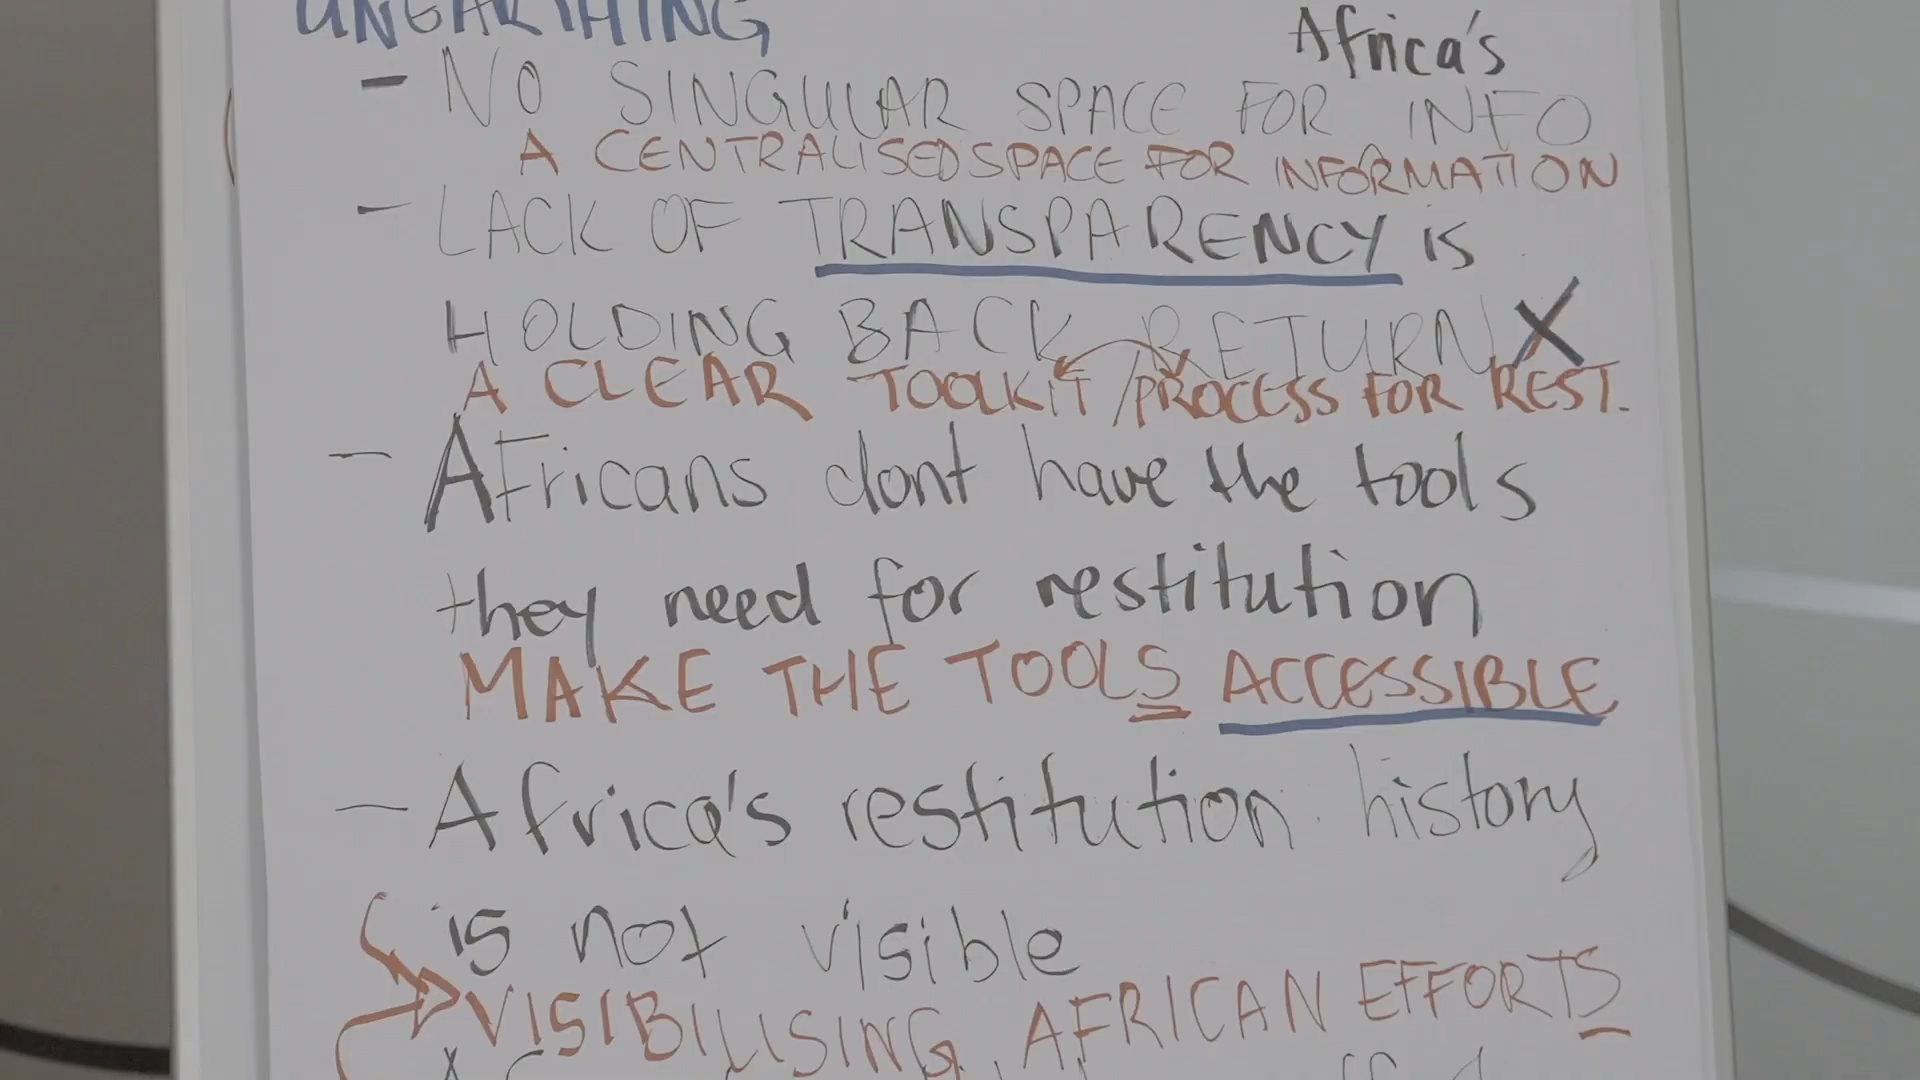 UNEARTHING
Africa's
- NO SINGULAR SPACE FOR INFO
A CENTRALISED SPACE FOR INFORMATION
- LACK OF TRANSPARENCY is
HOLDING BACK RETURN X
A CLEAR TOOLKIT / PROCESS FOR REST.
- Africans dont have the tools
they need for restitution
MAKE THE TOOLS ACCESSIBLE
- Africa's restitution history
is not visible
VISIBILISING AFRICAN EFFORTS